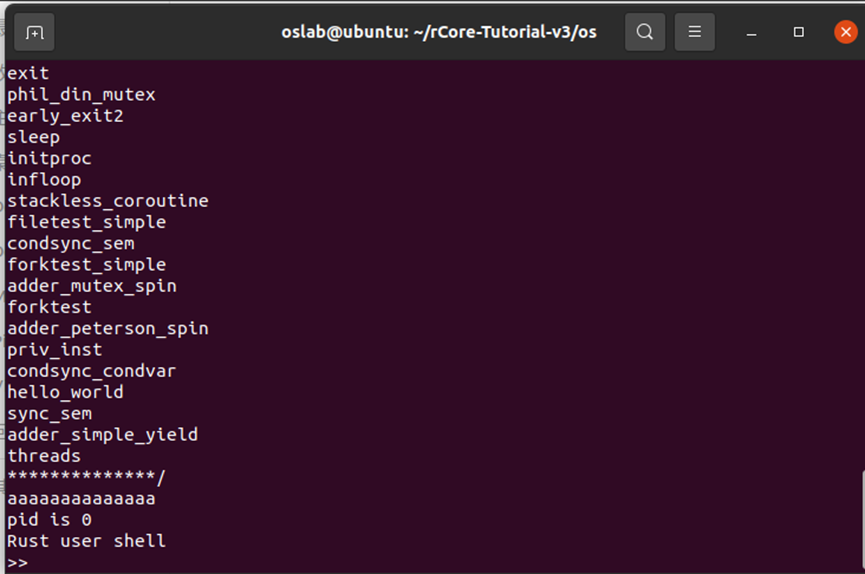 oslab@ubuntu: ~/rCore-Tutorial-v3/os
exit
phil_din_mutex
early_exit2
sleep
initproc
infloop
stackless_coroutine
filetest_simple
condsync_sem
forktest_simple
adder_mutex_spin
forktest
adder_peterson_spin
priv_inst
condsync_condvar
hello_world
sync_sem
adder_simple_yield
threads
**************/
aaaaaaaaaaaaaa
pid is 0
Rust user shell
>>